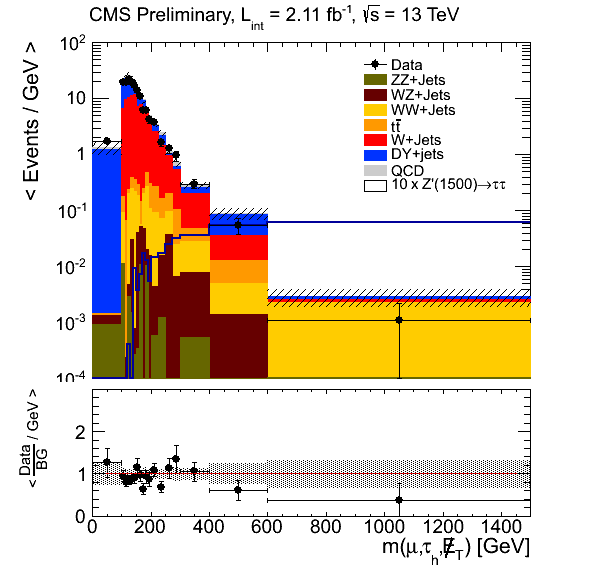 CMS Preliminary, L_int = 2.11 fb⁻¹, √s = 13 TeV
< Events / GeV >
10²
10
1
10⁻¹
10⁻²
10⁻³
10⁻⁴
Data
ZZ+Jets
WZ+Jets
WW+Jets
tt̅
W+Jets
DY+jets
QCD
10 x Z'(1500)→ττ
< Data/BG / GeV >
2
1
0
0 200 400 600 800 1000 1200 1400
m(μ,τ_h,E̸_T) [GeV]